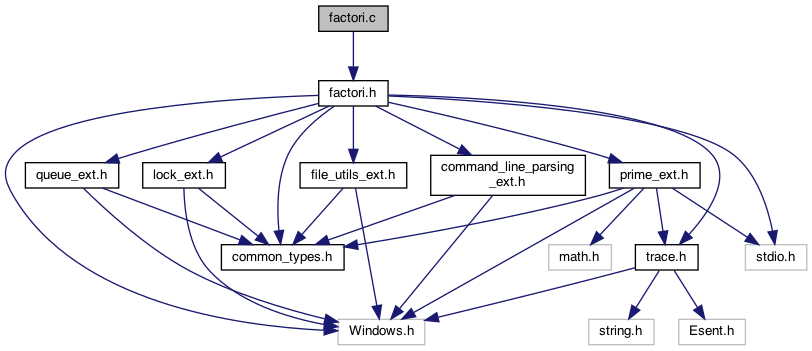 factori.c
factori.h
queue_ext.h
lock_ext.h
file_utils_ext.h
command_line_parsing
_ext.h
prime_ext.h
common_types.h
math.h
trace.h
stdio.h
Windows.h
string.h
Esent.h